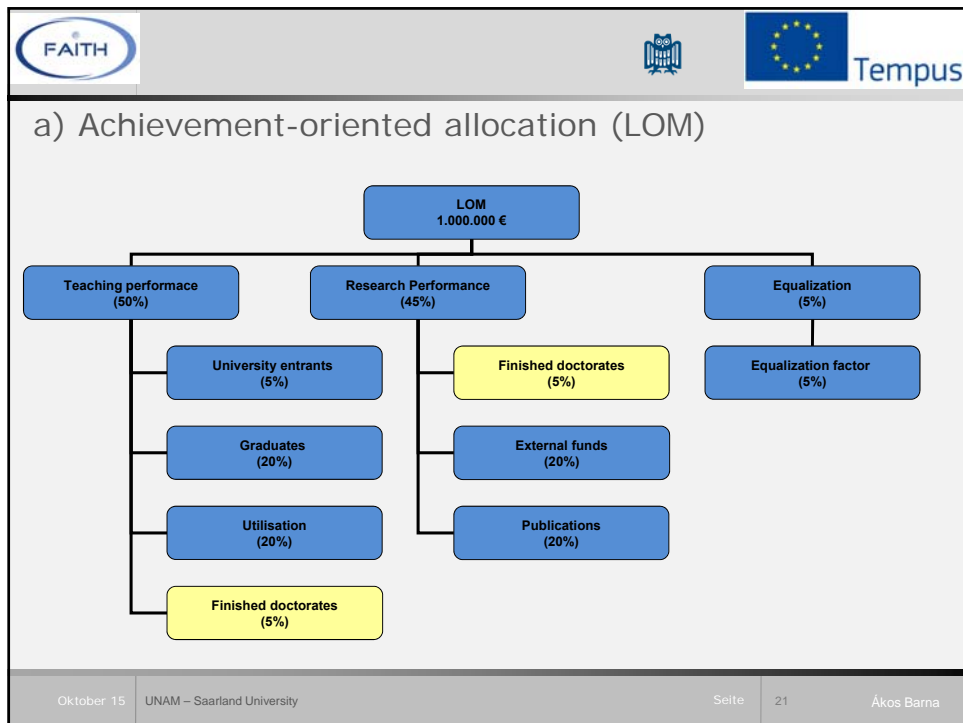 FAITH
Tempus
a) Achievement-oriented allocation (LOM)
LOM
1.000.000 €
Teaching performace
(50%)
Research Performance
(45%)
Equalization
(5%)
University entrants
(5%)
Finished doctorates
(5%)
Equalization factor
(5%)
Graduates
(20%)
External funds
(20%)
Utilisation
(20%)
Publications
(20%)
Finished doctorates
(5%)
Oktober 15 UNAM – Saarland University Seite 21 Ákos Barna